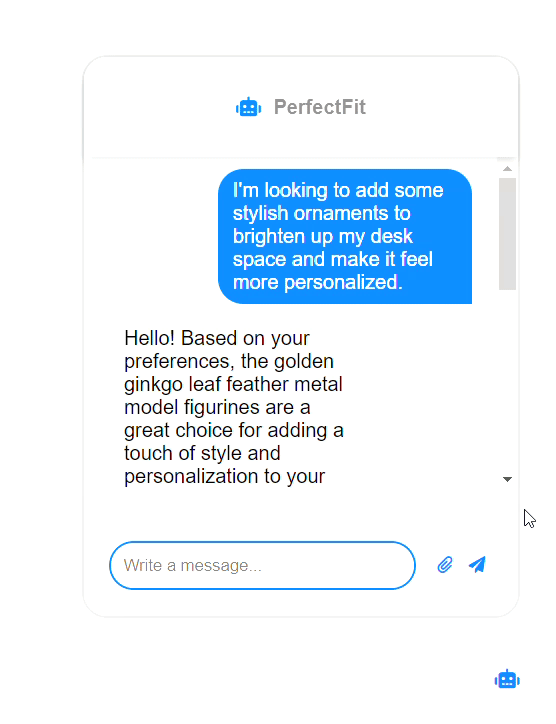 PerfectFit
I'm looking to add some
stylish ornaments to
brighten up my desk
space and make it feel
more personalized.
Hello! Based on your
preferences, the golden
ginkgo leaf feather metal
model figurines are a
great choice for adding a
touch of style and
personalization to your
Write a message...